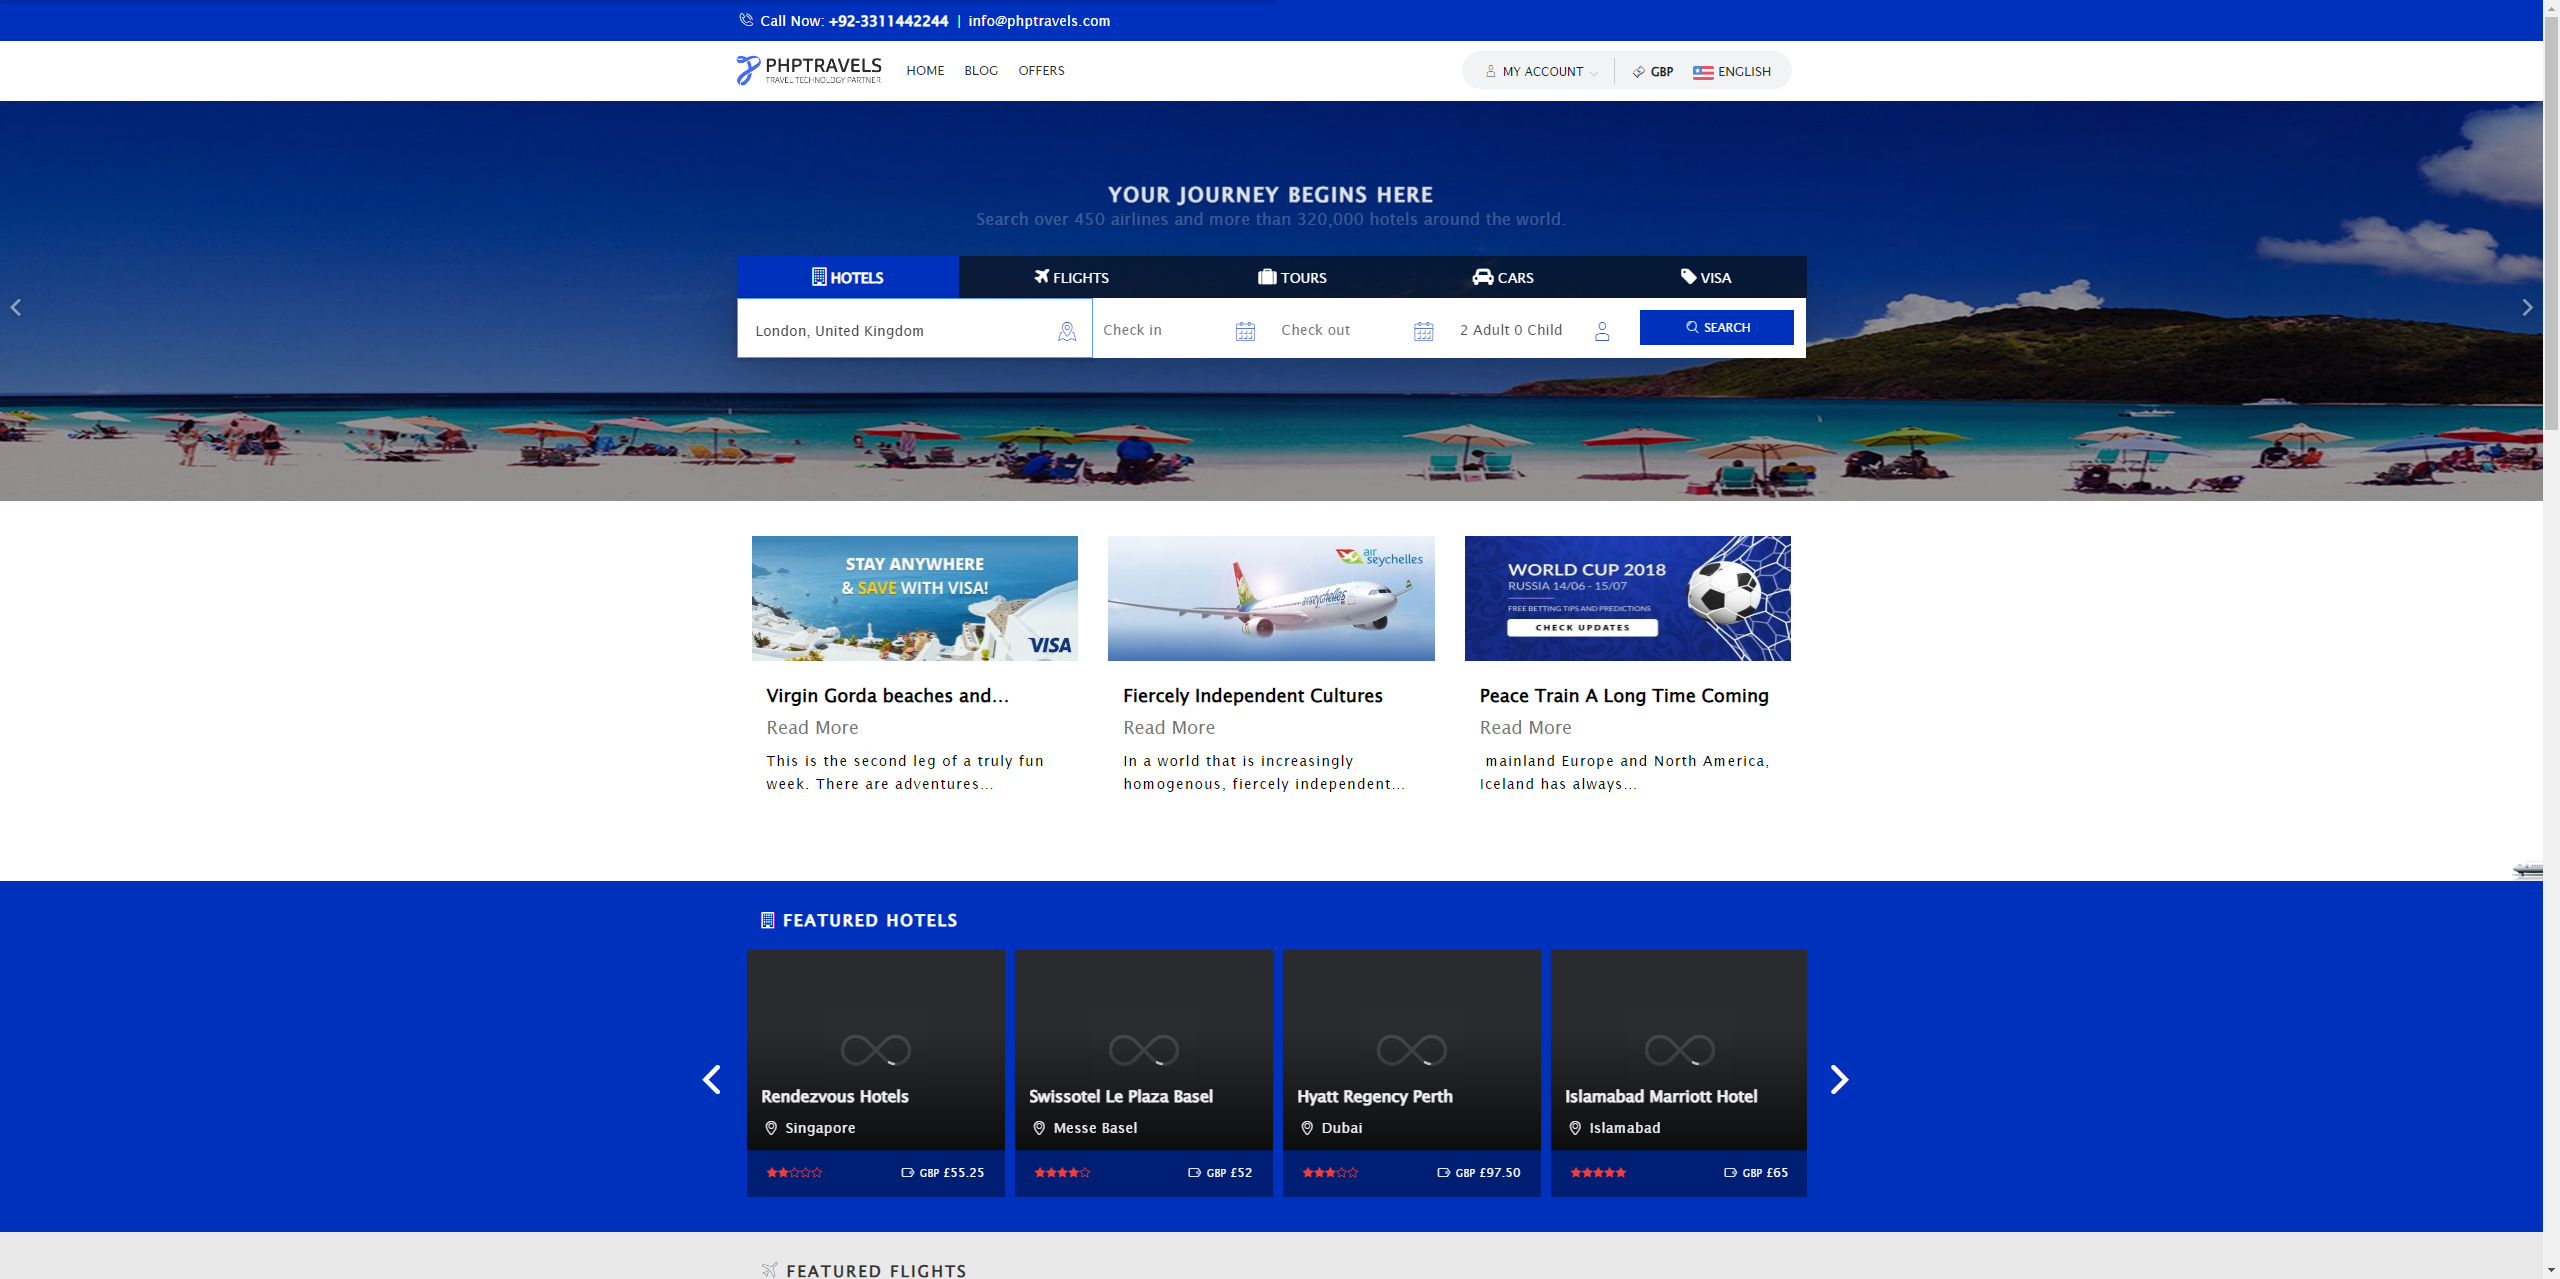 Call Now: +92-3311442244 | info@phptravels.com
PHPTRAVELS
TRAVEL TECHNOLOGY PARTNER
HOME BLOG OFFERS
MY ACCOUNT GBP ENGLISH
YOUR JOURNEY BEGINS HERE
Search over 450 airlines and more than 320,000 hotels around the world.
HOTELS FLIGHTS TOURS CARS VISA
London, United Kingdom Check in Check out 2 Adult 0 Child SEARCH
STAY ANYWHERE
& SAVE WITH VISA!
VISA
air
seychelles
airseychelles
WORLD CUP 2018
RUSSIA 14/06 - 15/07
FREE BETTING TIPS AND PREDICTIONS
CHECK UPDATES
Virgin Gorda beaches and...
Read More
This is the second leg of a truly fun
week. There are adventures...
Fiercely Independent Cultures
Read More
In a world that is increasingly
homogenous, fiercely independent...
Peace Train A Long Time Coming
Read More
mainland Europe and North America,
Iceland has always...
FEATURED HOTELS
Rendezvous Hotels
Singapore
GBP £55.25
Swissotel Le Plaza Basel
Messe Basel
GBP £52
Hyatt Regency Perth
Dubai
GBP £97.50
Islamabad Marriott Hotel
Islamabad
GBP £65
FEATURED FLIGHTS